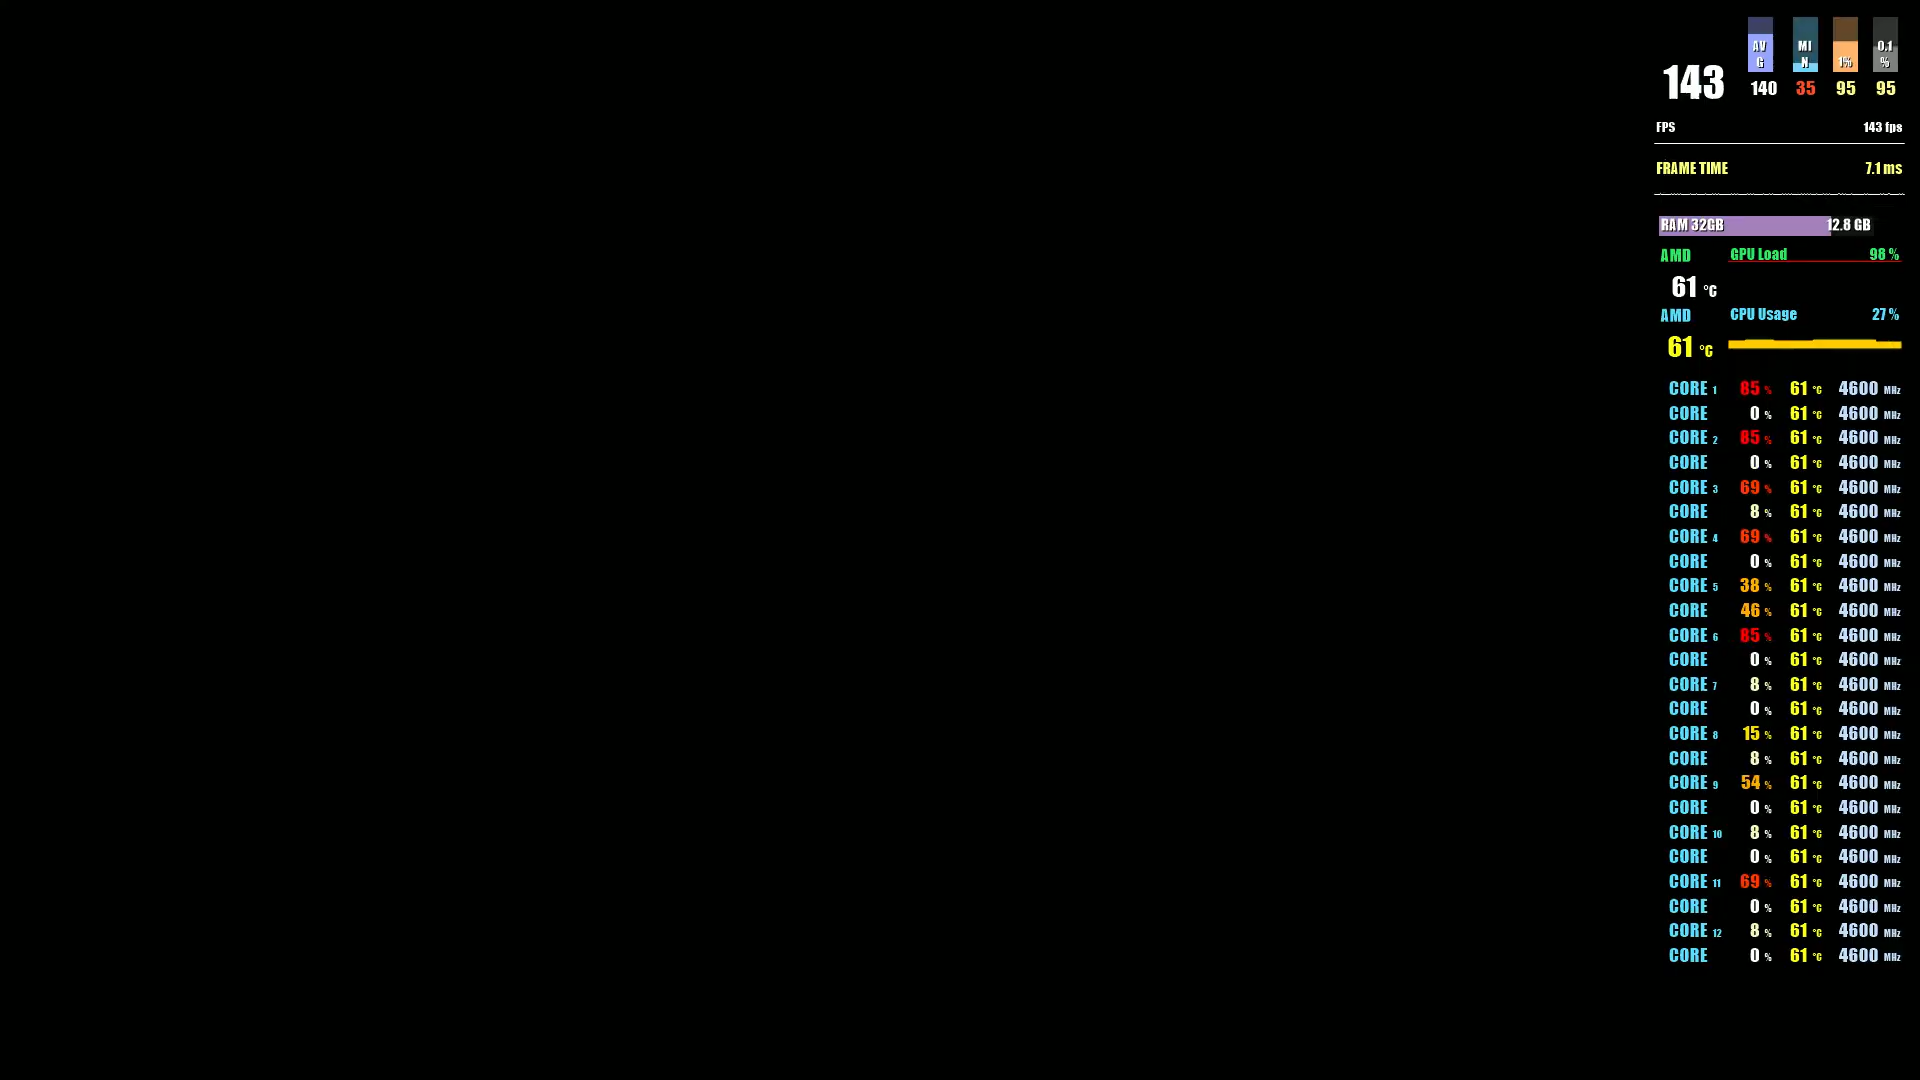 AVG MIN 1% 0.1%
143 140 35 95 95
FPS 143 fps
FRAME TIME 7.1 ms
RAM 32GB 12.8 GB
AMD GPU Load 98 %
61 °C
AMD CPU Usage 27 %
61 °C
CORE 1 85 % 61 °C 4600 MHz
CORE 0 % 61 °C 4600 MHz
CORE 2 85 % 61 °C 4600 MHz
CORE 0 % 61 °C 4600 MHz
CORE 3 69 % 61 °C 4600 MHz
CORE 8 % 61 °C 4600 MHz
CORE 4 69 % 61 °C 4600 MHz
CORE 0 % 61 °C 4600 MHz
CORE 5 38 % 61 °C 4600 MHz
CORE 46 % 61 °C 4600 MHz
CORE 6 85 % 61 °C 4600 MHz
CORE 0 % 61 °C 4600 MHz
CORE 7 8 % 61 °C 4600 MHz
CORE 0 % 61 °C 4600 MHz
CORE 8 15 % 61 °C 4600 MHz
CORE 8 % 61 °C 4600 MHz
CORE 9 54 % 61 °C 4600 MHz
CORE 0 % 61 °C 4600 MHz
CORE 10 8 % 61 °C 4600 MHz
CORE 0 % 61 °C 4600 MHz
CORE 11 69 % 61 °C 4600 MHz
CORE 0 % 61 °C 4600 MHz
CORE 12 8 % 61 °C 4600 MHz
CORE 0 % 61 °C 4600 MHz